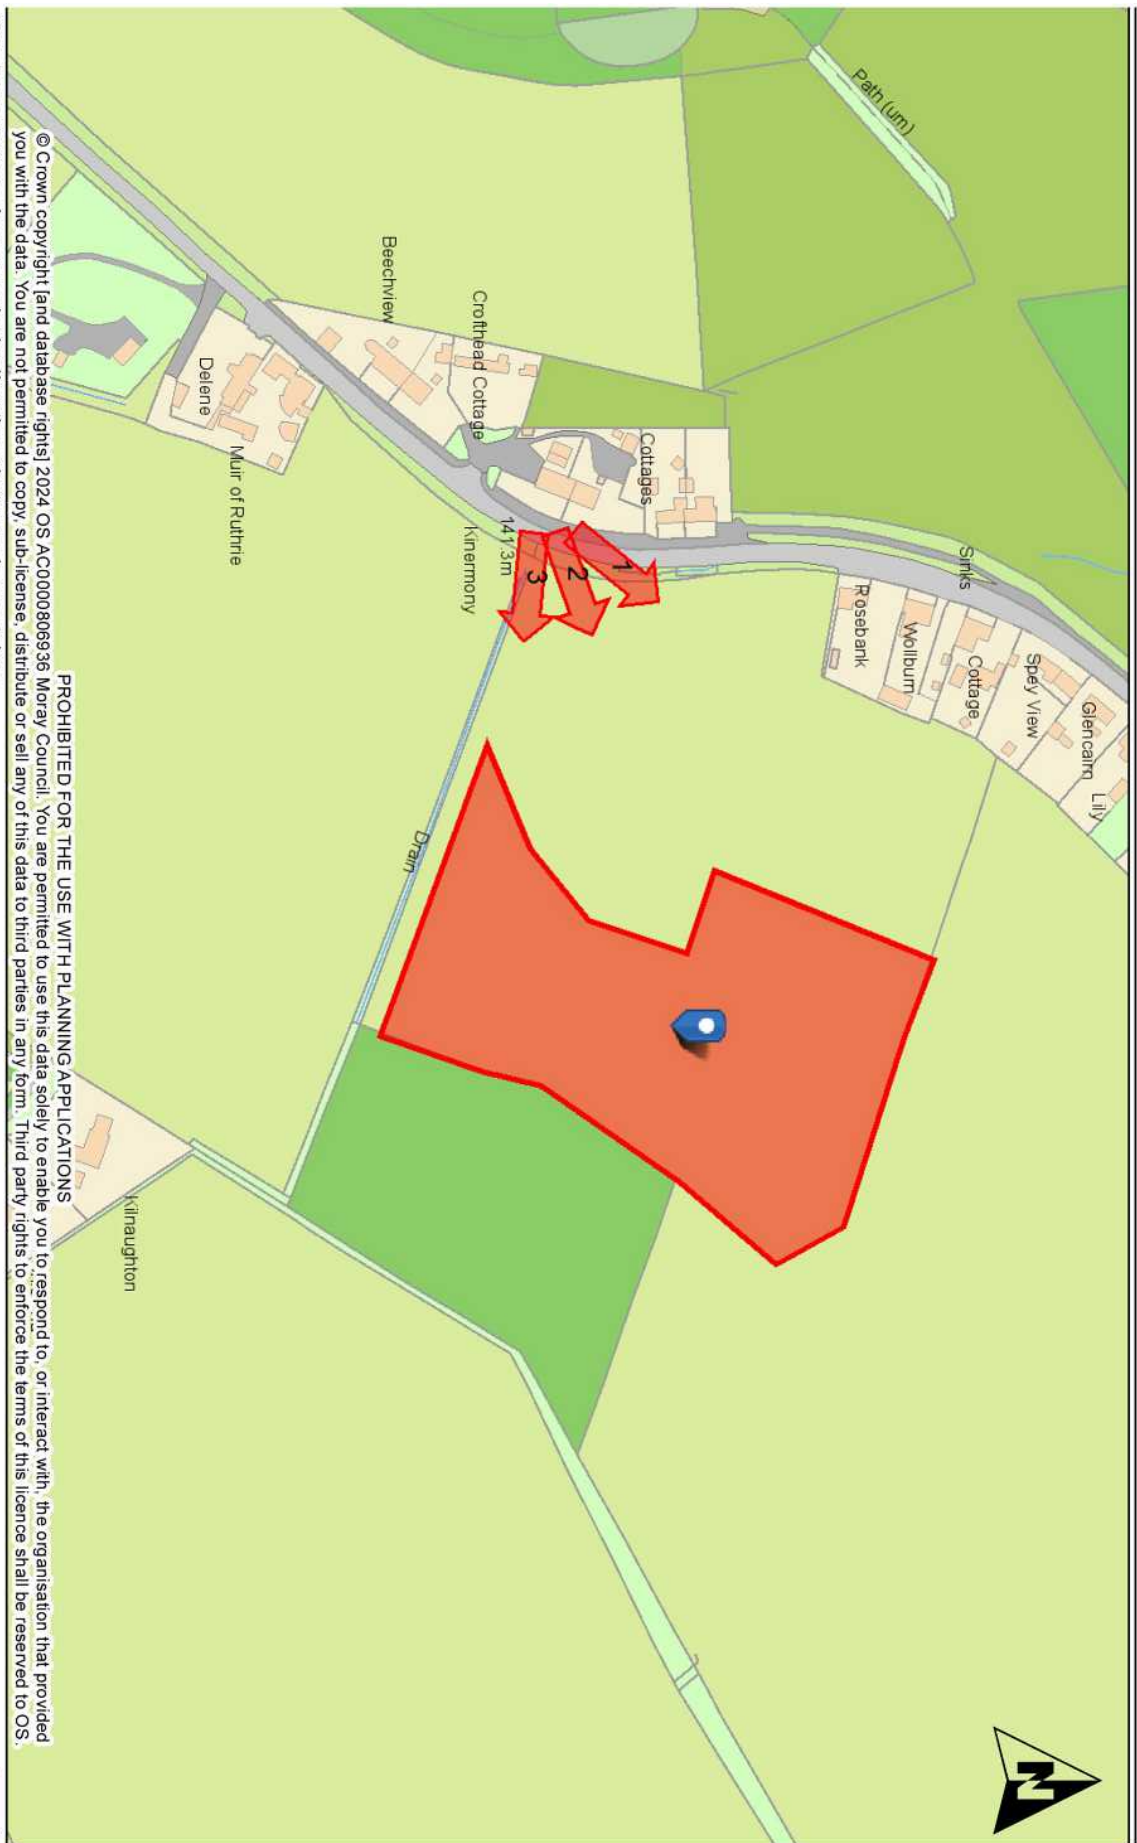 Path (um)
Beechview
Crofthead Cottage
Cottages
Sinks
Delene
Muir of Ruthrie
141.3m
Kinermony
1
2
3
Rosebank
Wollburn
Cottage
Spey View
Glencairn
Lily
Drain
Kilnaughton
N
PROHIBITED FOR THE USE WITH PLANNING APPLICATIONS
© Crown copyright [and database rights] 2024 OS AC0000806936 Moray Council. You are permitted to use this data solely to enable you to respond to, or interact with, the organisation that provided
you with the data. You are not permitted to copy, sub-license, distribute or sell any of this data to third parties in any form. Third party rights to enforce the terms of this licence shall be reserved to OS.